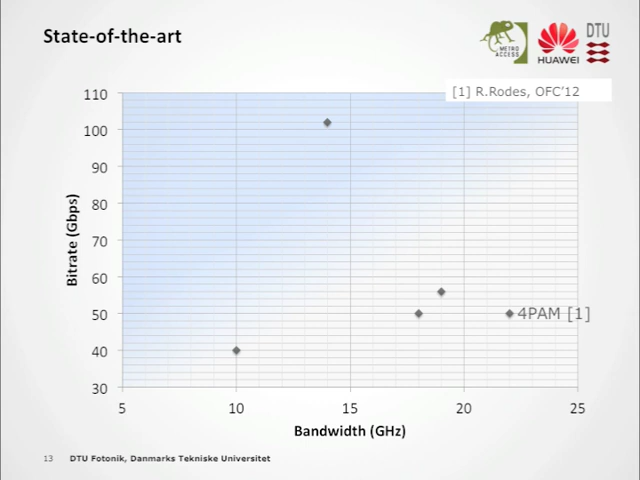 State-of-the-art
METRO
ACCESS
HUAWEI
DTU
[1] R.Rodes, OFC'12
110
100
90
80
70
60
50
40
30
Bitrate (Gbps)
4PAM [1]
5 10 15 20 25
Bandwidth (GHz)
13 DTU Fotonik, Danmarks Tekniske Universitet